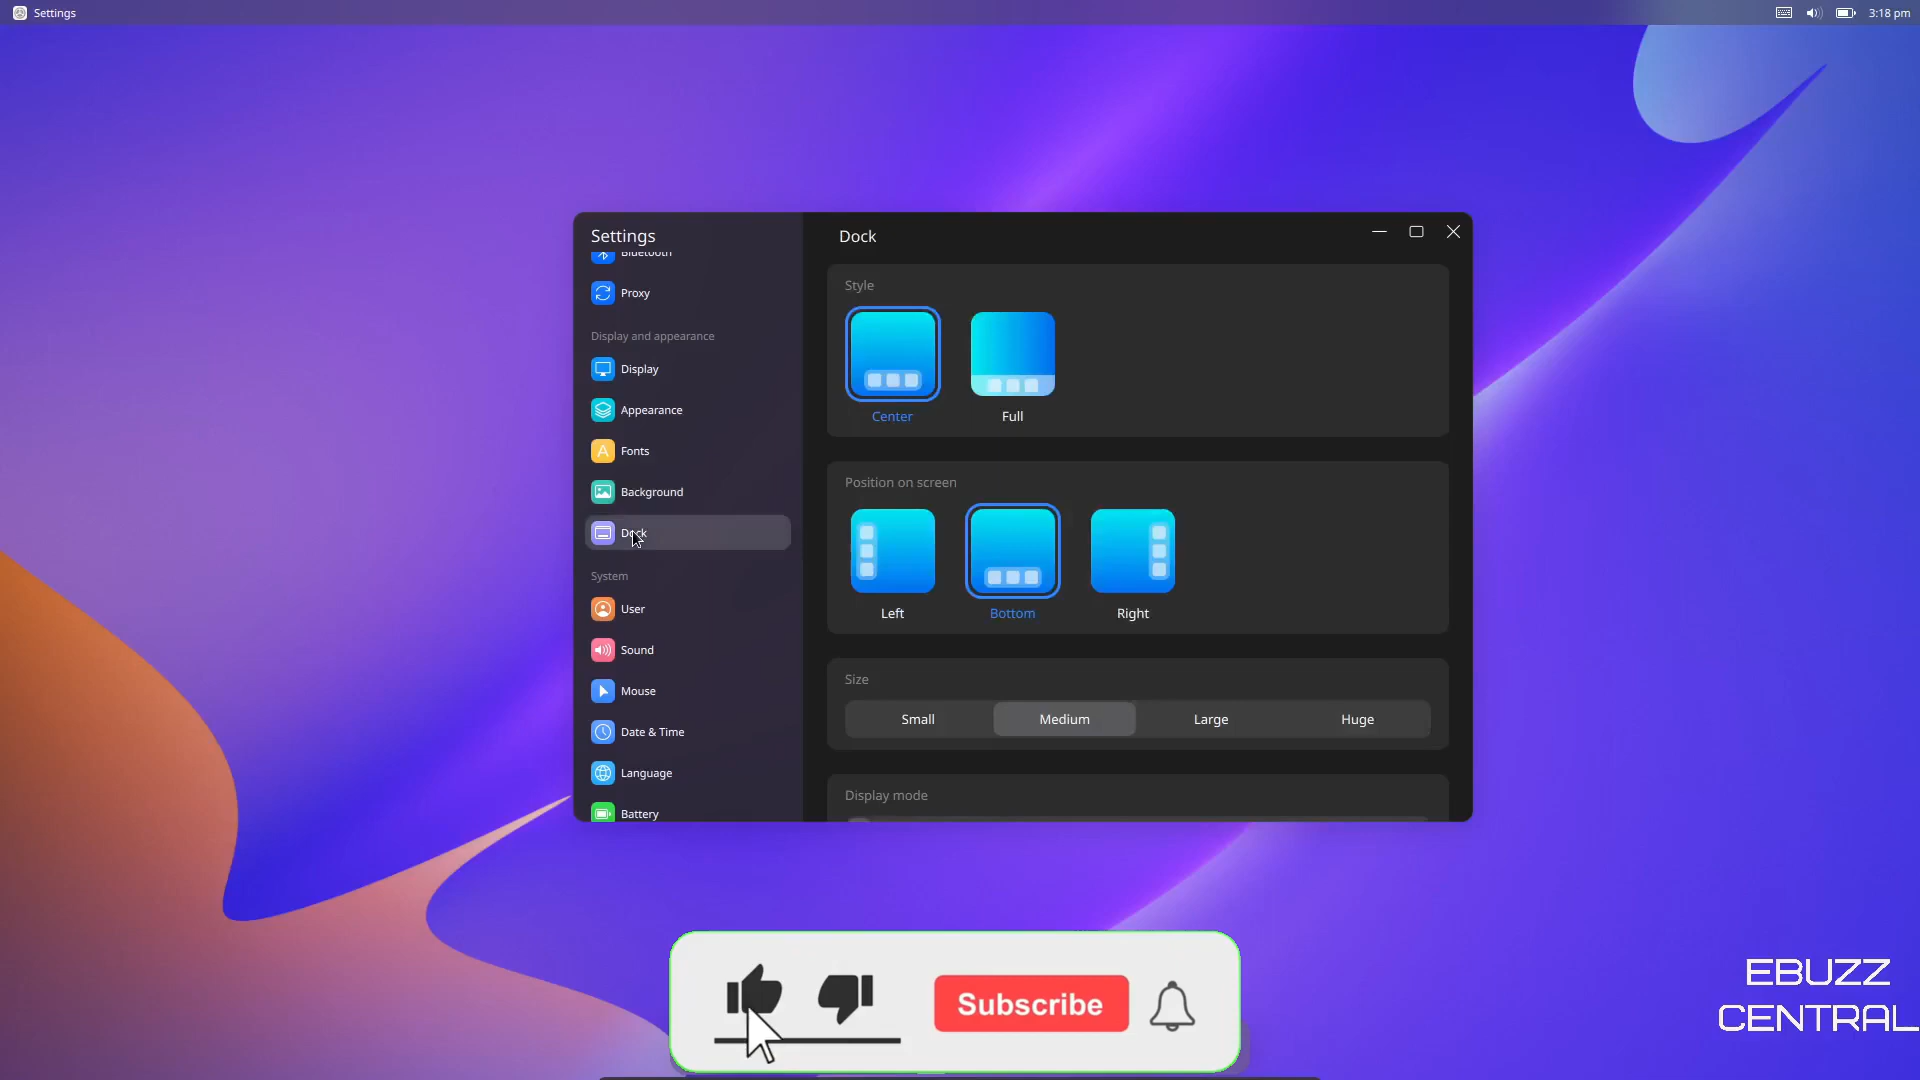 Settings
3:18 pm
Settings
Bluetooth
Proxy
Display and appearance
Display
Appearance
Fonts
Background
Dock
System
User
Sound
Mouse
Date & Time
Language
Battery
Dock
Style
Center
Full
Position on screen
Left
Bottom
Right
Size
Small
Medium
Large
Huge
Display mode
Subscribe
EBUZZ
CENTRAL